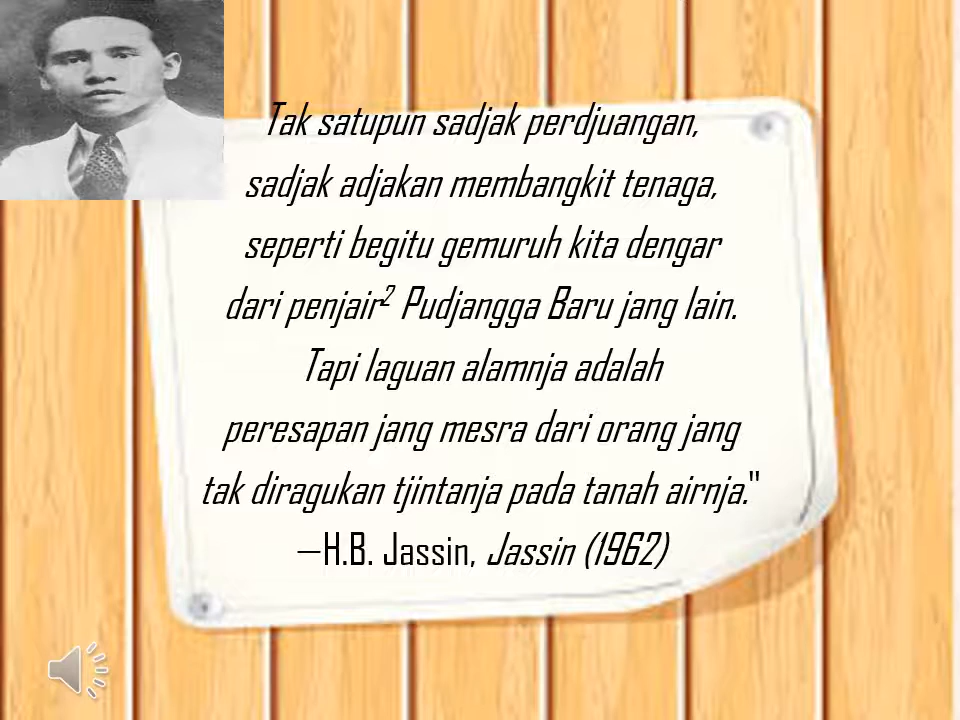 Tak satupun sadjak perdjuangan,
sadjak adjakan membangkit tenaga,
seperti begitu gemuruh kita dengar
dari penjair² Pudjangga Baru jang lain.
Tapi laguan alamnja adalah
peresapan jang mesra dari orang jang
tak diragukan tjintanja pada tanah airnja."
—H.B. Jassin, Jassin (1962)